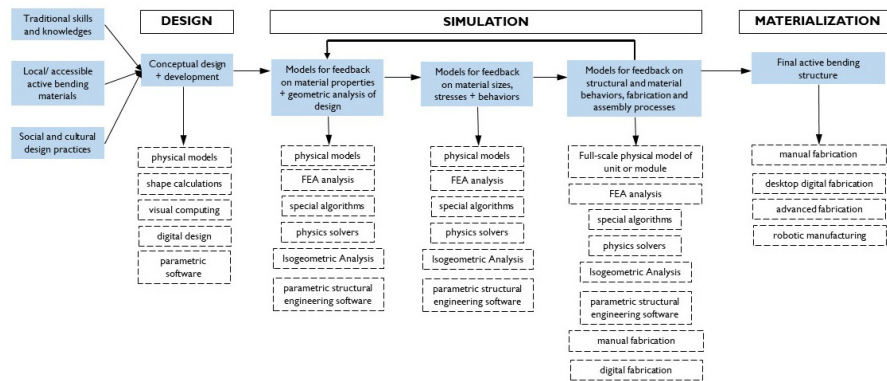 DESIGN
SIMULATION
MATERIALIZATION
Traditional skills
and knowledges
Local/ accessible
active bending
materials
Social and cultural
design practices
Conceptual design
+ development
physical models
shape calculations
visual computing
digital design
parametric
software
Models for feedback
on material properties
+ geometric analysis of
design
physical models
FEA analysis
special algorithms
physics solvers
Isogeometric Analysis
parametric structural
engineering software
Models for feedback
on material sizes,
stresses + behaviors
physical models
FEA analysis
special algorithms
physics solvers
Isogeometric Analysis
parametric structural
engineering software
Models for feedback on
structural and material
behaviors, fabrication and
assembly processes
Full-scale physical model of
unit or module
FEA analysis
special algorithms
physics solvers
Isogeometric Analysis
parametric structural
engineering software
manual fabrication
digital fabrication
Final active bending
structure
manual fabrication
desktop digital fabrication
advanced fabrication
robotic manufacturing